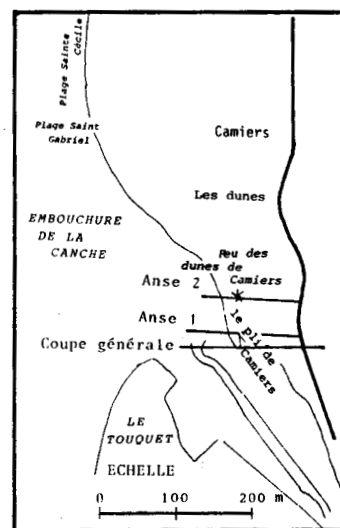 Plage Sainte
Cécile
Plage Saint
Gabriel
Camiers
Les dunes
EMBOUCHURE
DE LA
CANCHE
Feu des
dunes de
Camiers
Anse 2
Anse 1
le pli de
Camiers
Coupe générale
LE
TOUQUET
ECHELLE
0 100 200 m